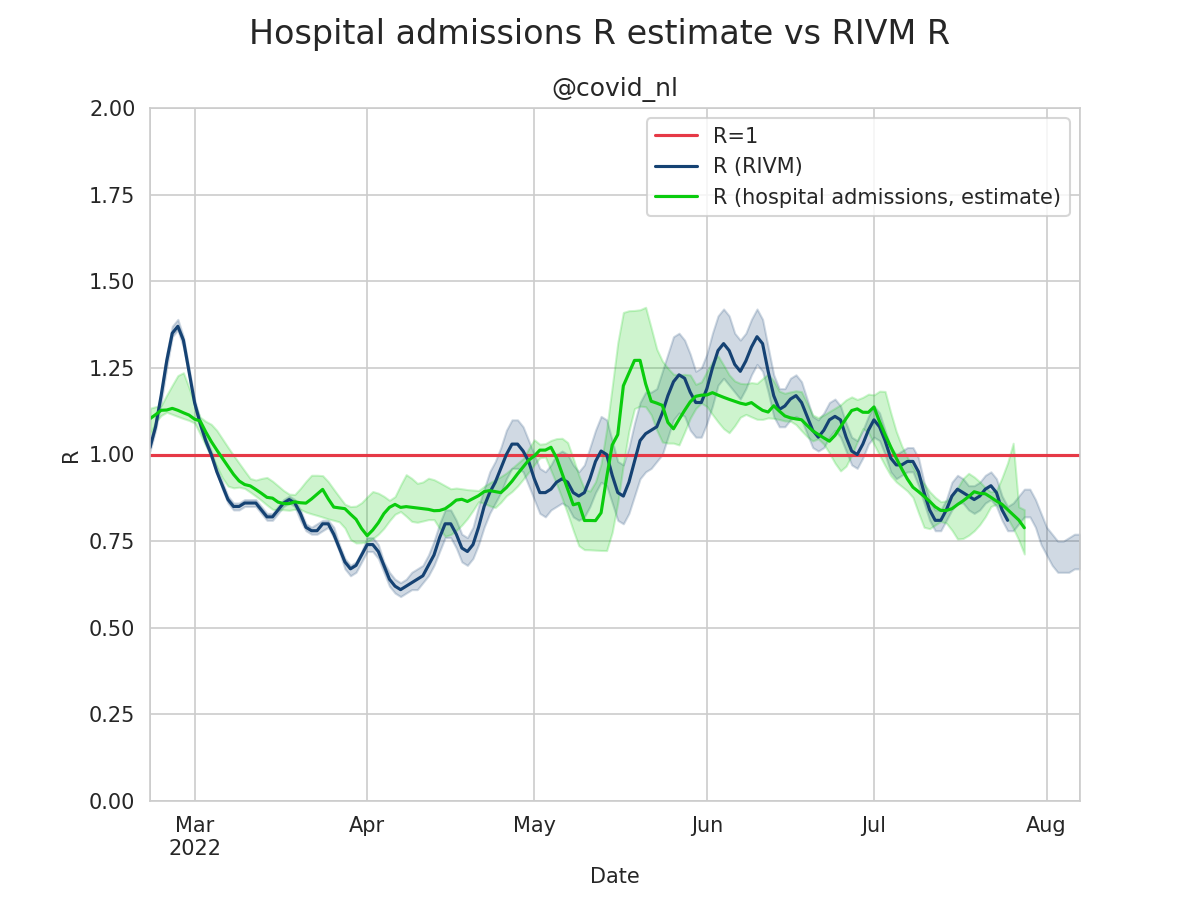 Hospital admissions R estimate vs RIVM R
@covid_nl
R=1
R (RIVM)
R (hospital admissions, estimate)
R
2.00
1.75
1.50
1.25
1.00
0.75
0.50
0.25
0.00
Mar Apr May Jun Jul Aug
2022
Date